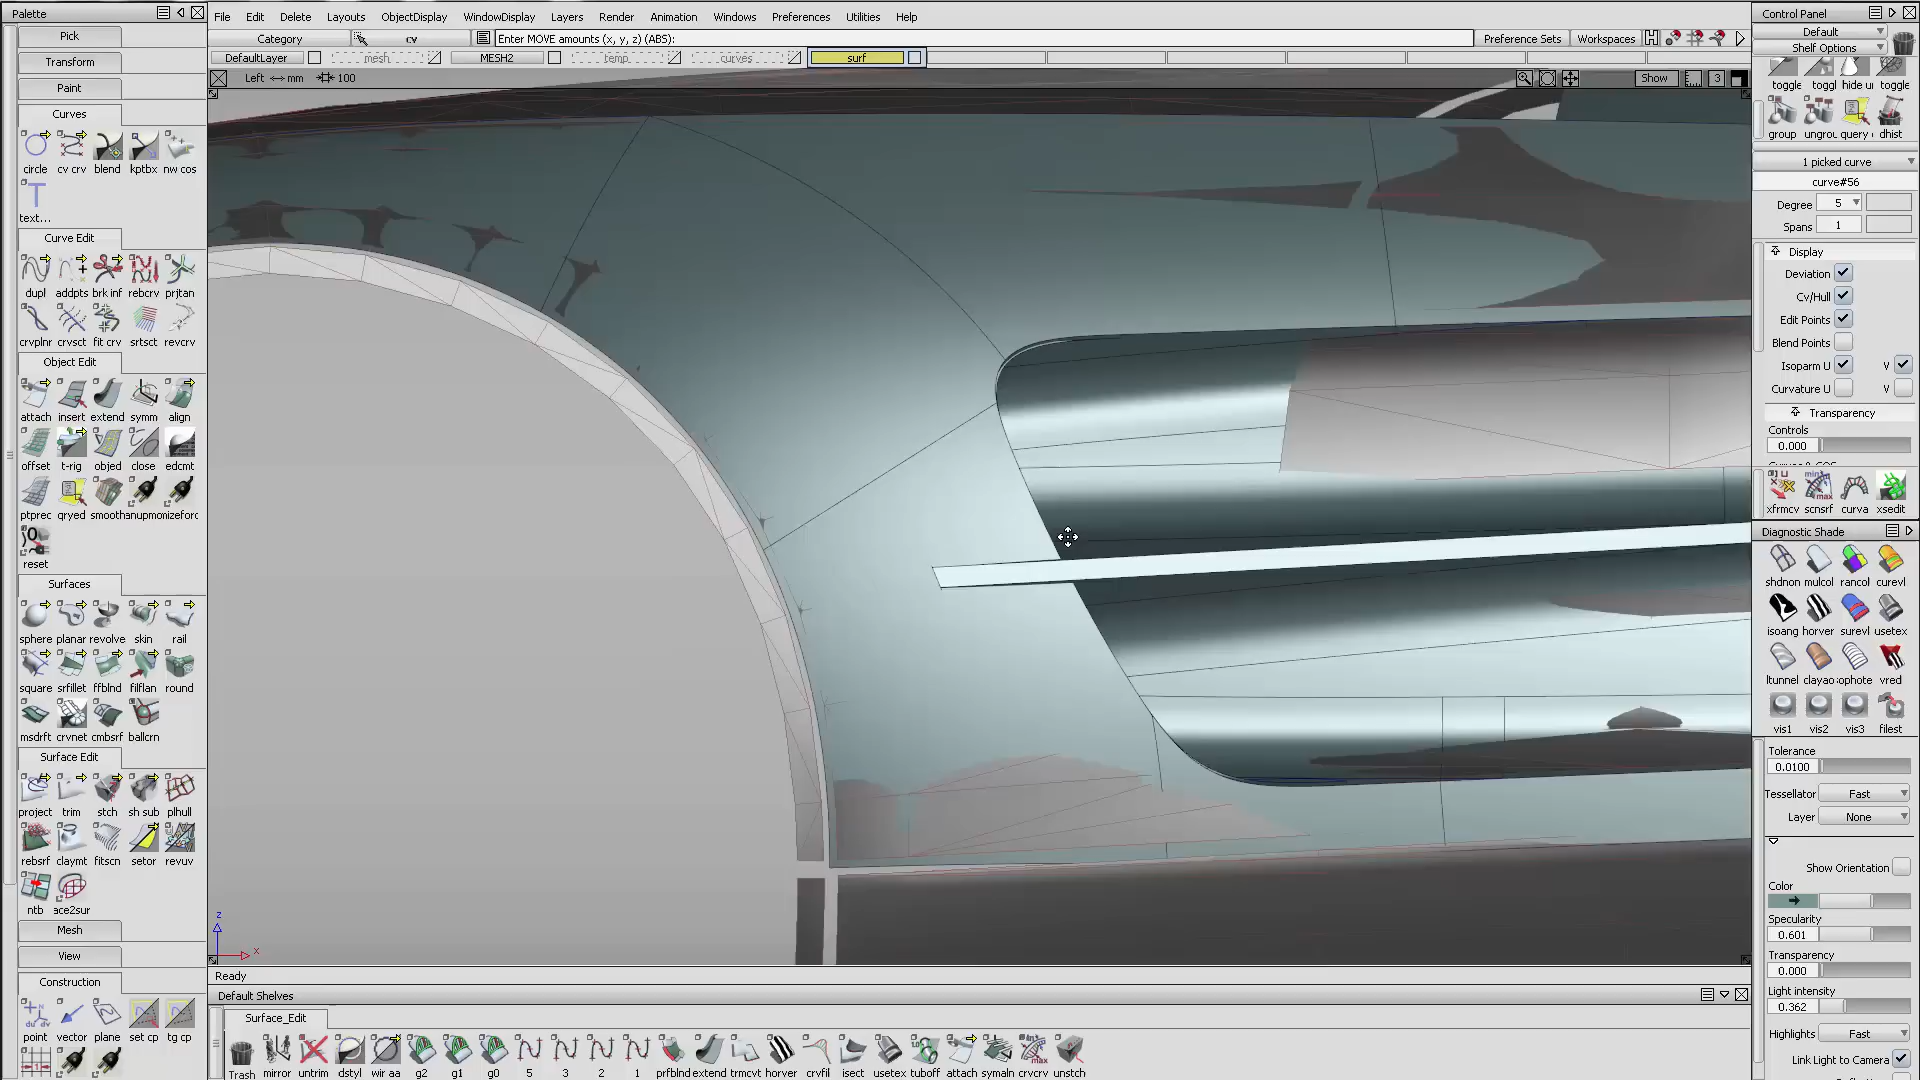 Palette
Pick
Transform
Paint
Curves
circle cv crv blend kptbx nw cos
text...
Curve Edit
dupl addpts brk inf rebcrv prjtan
crvplnr crvsct fit crv srtsct revcrv
Object Edit
attach insert extend symm align
offset t-rig objed close edcmt
ptprec qryed smooth anupmo nizeforc
reset
Surfaces
sphere planar revolve skin rail
square srfillet ffblnd filflan round
msdrft crvnet cmbsrf ballcrn
Surface Edit
project trim stch sh sub plhull
rebsrf claymt fitscn setor revuv
ntb ace2sur
Mesh
View
Construction
point vector plane set cp tg cp
File Edit Delete Layouts ObjectDisplay WindowDisplay Layers Render Animation Windows Preferences Utilities Help
Category cv Enter MOVE amounts (x, y, z) (ABS): Preference Sets Workspaces
DefaultLayer mesh MESH2 temp curves surf
Left mm 100 Show 3
z
x
Ready
Default Shelves
Surface_Edit
Trash mirror untrim dstyl wir aa g2 g1 g0 5 3 2 1 prfblnd extend trmcvt horver crvfil isect usetex tuboff attach symaln crvcrv unstch
Control Panel
Default
Shelf Options
toggle toggl hide ur toggle
group ungrou query dhist
1 picked curve
curve#56
Degree 5
Spans 1
Display
Deviation
Cv/Hull
Edit Points
Blend Points
Isoparm U V
Curvature U V
Transparency
Controls
0.000
xfrmcv scnsrf curva xsedit
Diagnostic Shade
shdnon mulcol rancol curevl
isoang horver surevl usetex
ltunnel clayao ophote vred
vis1 vis2 vis3 filest
Tolerance
0.0100
Tessellator Fast
Layer None
Show Orientation
Color
Specularity
0.601
Transparency
0.000
Light intensity
0.362
Highlights Fast
Link Light to Camera